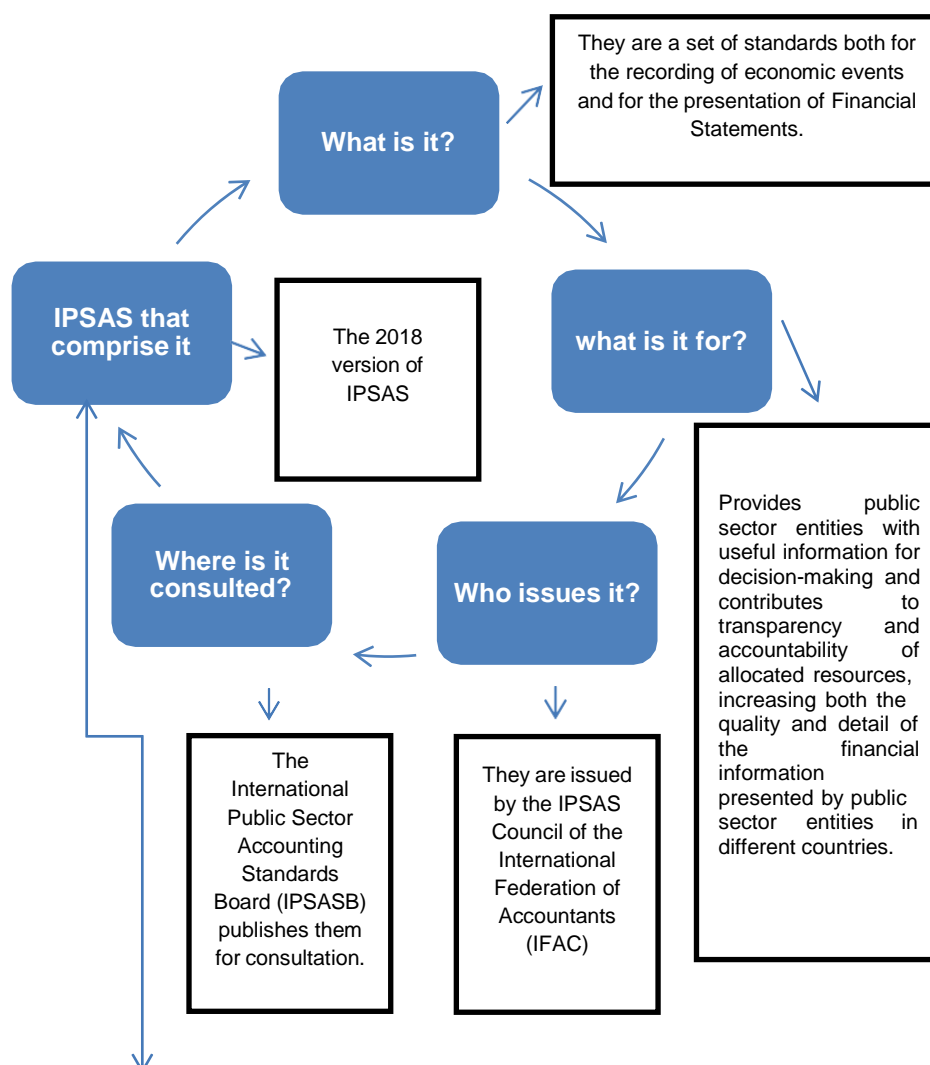 What is it?
They are a set of standards both for
the recording of economic events
and for the presentation of Financial
Statements.
what is it for?
Provides public
sector entities with
useful information for
decision-making and
contributes to
transparency and
accountability of
allocated resources,
increasing both the
quality and detail of
the financial
information
presented by public
sector entities in
different countries.
Who issues it?
They are issued
by the IPSAS
Council of the
International
Federation of
Accountants
(IFAC)
Where is it
consulted?
The
International
Public Sector
Accounting
Standards
Board (IPSASB)
publishes them
for consultation.
IPSAS that
comprise it
The 2018
version of
IPSAS